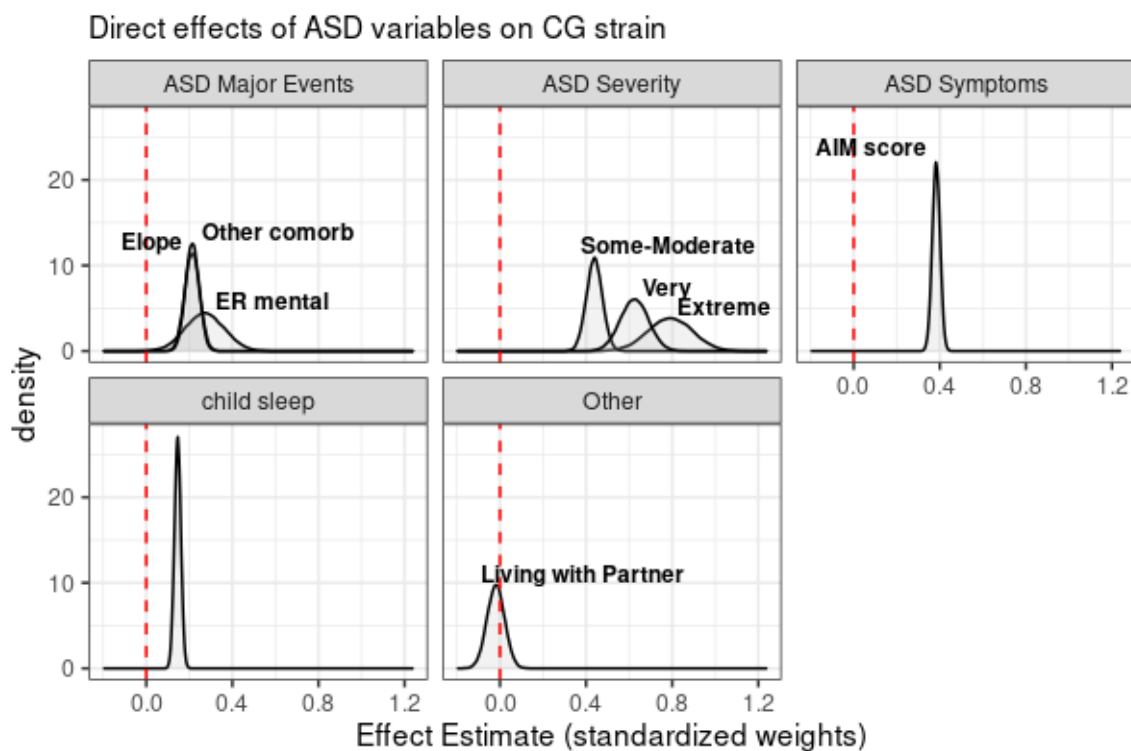 Direct effects of ASD variables on CG strain
ASD Major Events
ASD Severity
ASD Symptoms
density
20
10
0
Elope
Other comorb
ER mental
Some-Moderate
Very
Extreme
AIM score
0.0 0.4 0.8 1.2
child sleep
Other
20
10
0
Living with Partner
0.0 0.4 0.8 1.2
0.0 0.4 0.8 1.2
Effect Estimate (standardized weights)